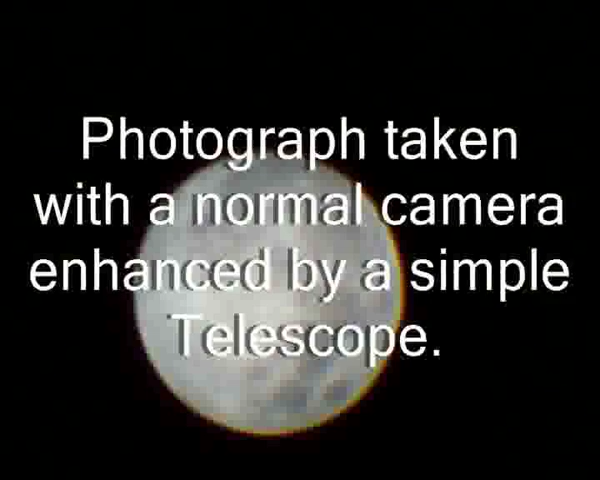 Photograph taken
with a normal camera
enhanced by a simple
Telescope.